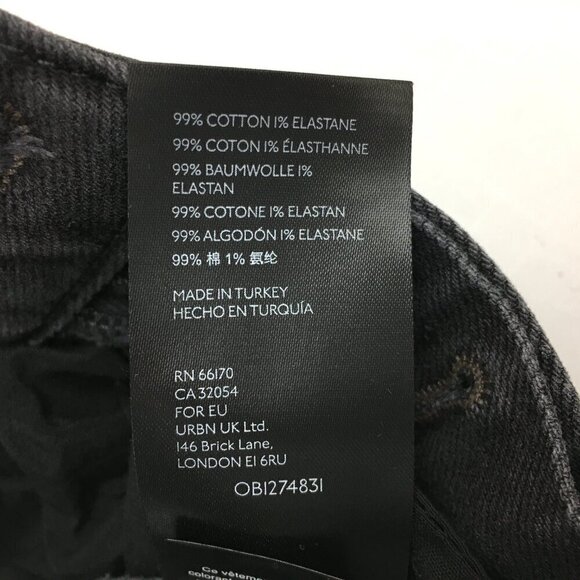 99% COTTON 1% ELASTANE
99% COTON 1% ÉLASTHANNE
99% BAUMWOLLE 1%
ELASTAN
99% COTONE 1% ELASTAN
99% ALGODÓN 1% ELASTANE
99% 棉 1% 氨纶
MADE IN TURKEY
HECHO EN TURQUÍA
RN 66170
CA 32054
FOR EU
URBN UK Ltd.
146 Brick Lane,
LONDON E1 6RU
OB1274831
Ce vêtement